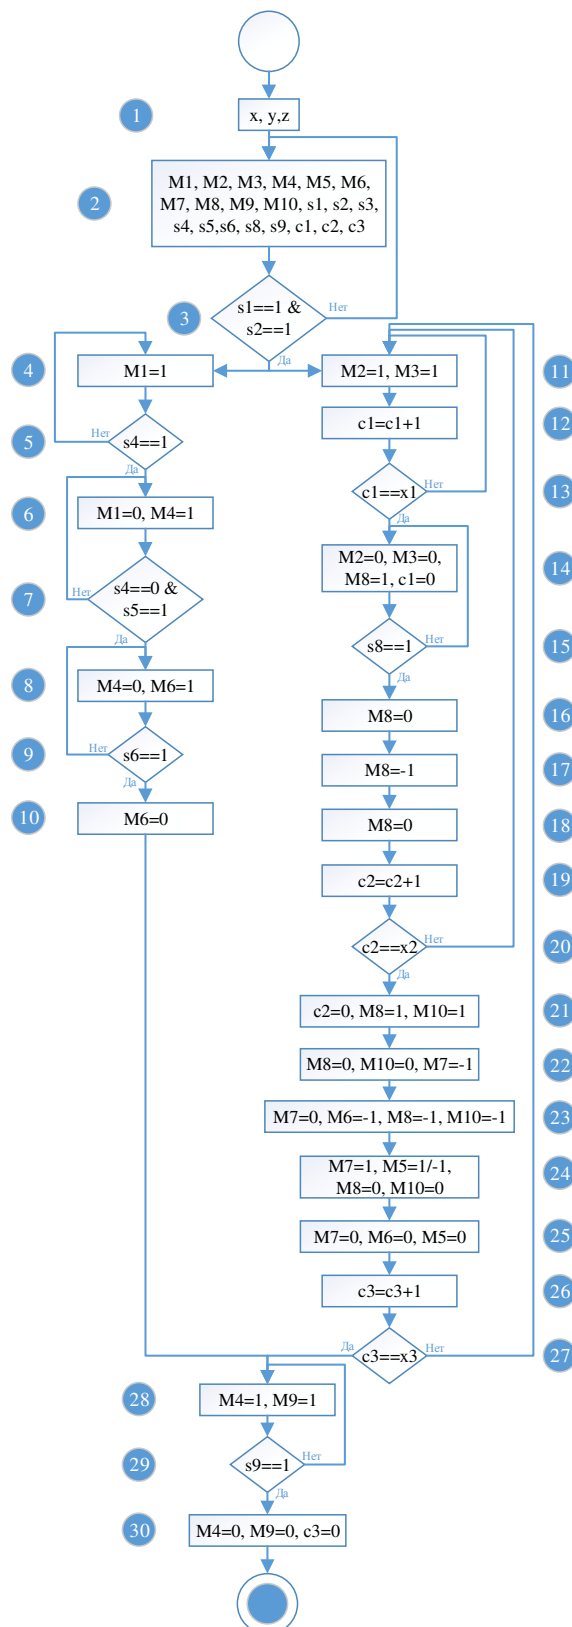 1
x, y,z
2
M1, M2, M3, M4, M5, M6,
M7, M8, M9, M10, s1, s2, s3,
s4, s5,s6, s8, s9, c1, c2, c3
3
s1==1 &
s2==1
Нет
Да
4
M1=1
M2=1, M3=1
11
5
Нет
s4==1
Да
c1=c1+1
12
6
M1=0, M4=1
c1==x1
Нет
Да
13
7
Нет
s4==0 &
s5==1
Да
M2=0, M3=0,
M8=1, c1=0
14
s8==1
Нет
Да
15
8
M4=0, M6=1
M8=0
16
9
Нет
s6==1
Да
M8=-1
17
10
M6=0
M8=0
18
c2=c2+1
19
c2==x2
Нет
Да
20
c2=0, M8=1, M10=1
21
M8=0, M10=0, M7=-1
22
M7=0, M6=-1, M8=-1, M10=-1
23
M7=1, M5=1/-1,
M8=0, M10=0
24
M7=0, M6=0, M5=0
25
c3=c3+1
26
Да
c3==x3
Нет
27
28
M4=1, M9=1
29
s9==1
Нет
Да
30
M4=0, M9=0, c3=0